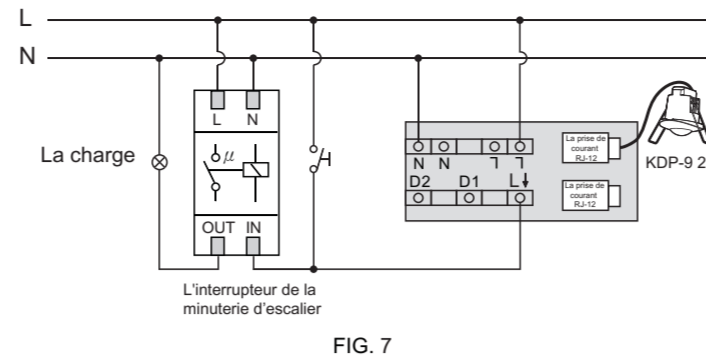 L
N
L N
La charge
μ
OUT IN
L'interrupteur de la
minuterie d'escalier
N N L L
D2 D1 L↓
La prise de
courant
RJ-12
La prise de
courant
RJ-12
KDP-9 2
FIG. 7